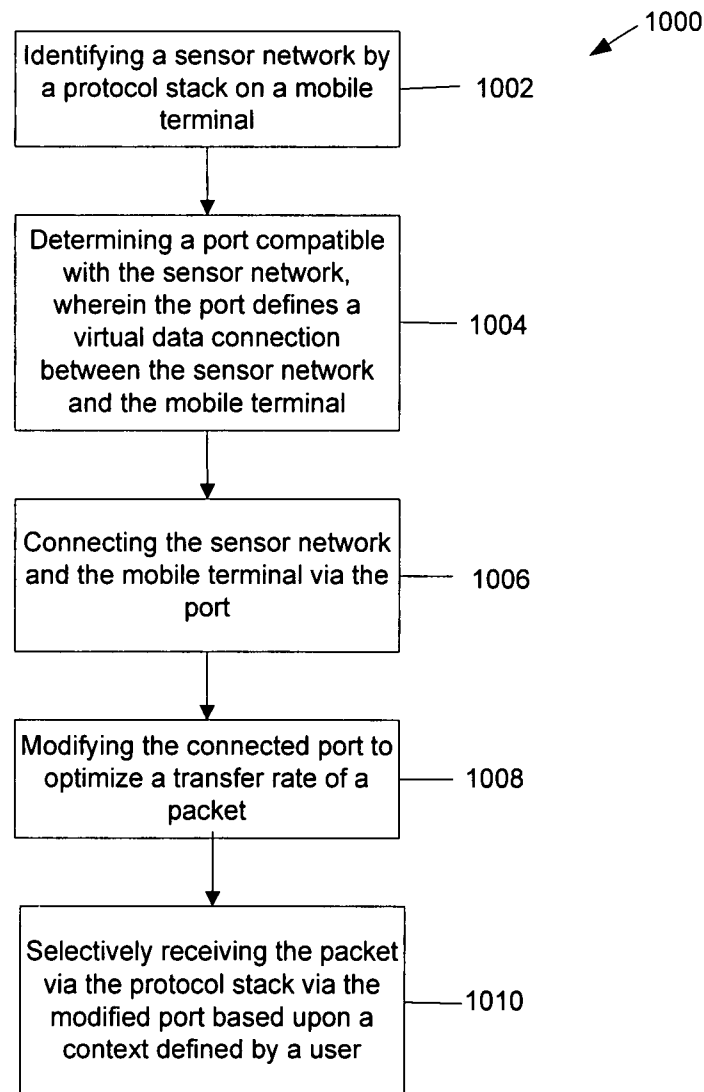 1000
Identifying a sensor network by
a protocol stack on a mobile
terminal
1002
Determining a port compatible
with the sensor network,
wherein the port defines a
virtual data connection
between the sensor network
and the mobile terminal
1004
Connecting the sensor network
and the mobile terminal via the
port
1006
Modifying the connected port to
optimize a transfer rate of a
packet
1008
Selectively receiving the packet
via the protocol stack via the
modified port based upon a
context defined by a user
1010